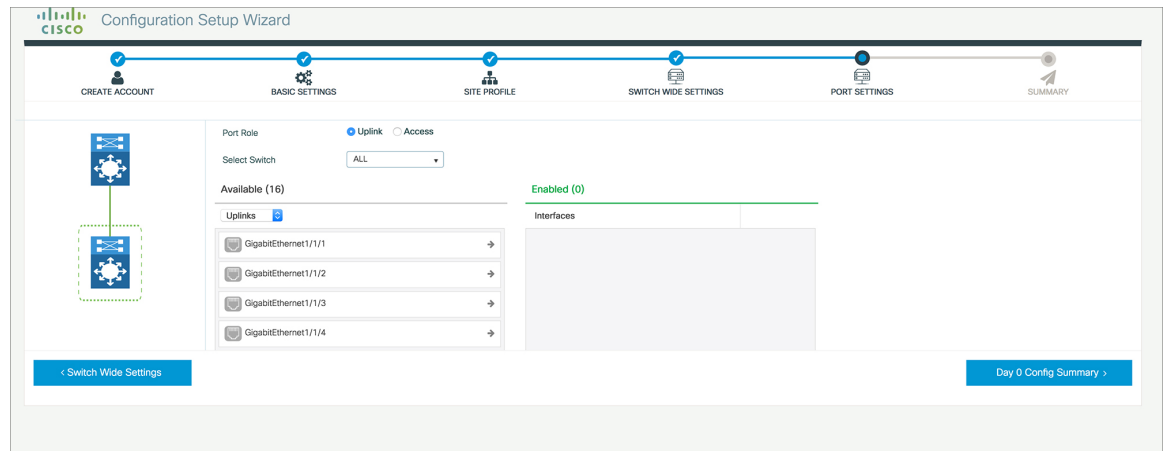 CISCO
Configuration Setup Wizard
CREATE ACCOUNT
BASIC SETTINGS
SITE PROFILE
SWITCH WIDE SETTINGS
PORT SETTINGS
SUMMARY
Port Role
Uplink
Access
Select Switch
ALL
Available (16)
Enabled (0)
Uplinks
Interfaces
GigabitEthernet1/1/1
GigabitEthernet1/1/2
GigabitEthernet1/1/3
GigabitEthernet1/1/4
< Switch Wide Settings
Day 0 Config Summary >